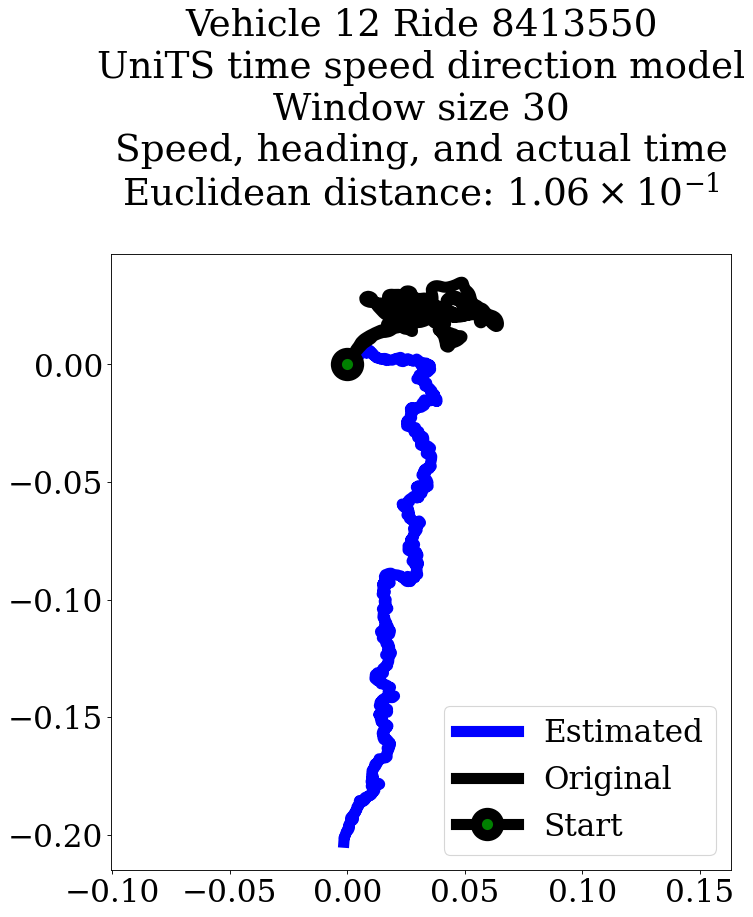 Vehicle 12 Ride 8413550
UniTS time speed direction model
Window size 30
Speed, heading, and actual time
Euclidean distance: 1.06 × 10⁻¹
0.00
−0.05
−0.10
−0.15
−0.20
Estimated
Original
Start
−0.10 −0.05 0.00 0.05 0.10 0.15